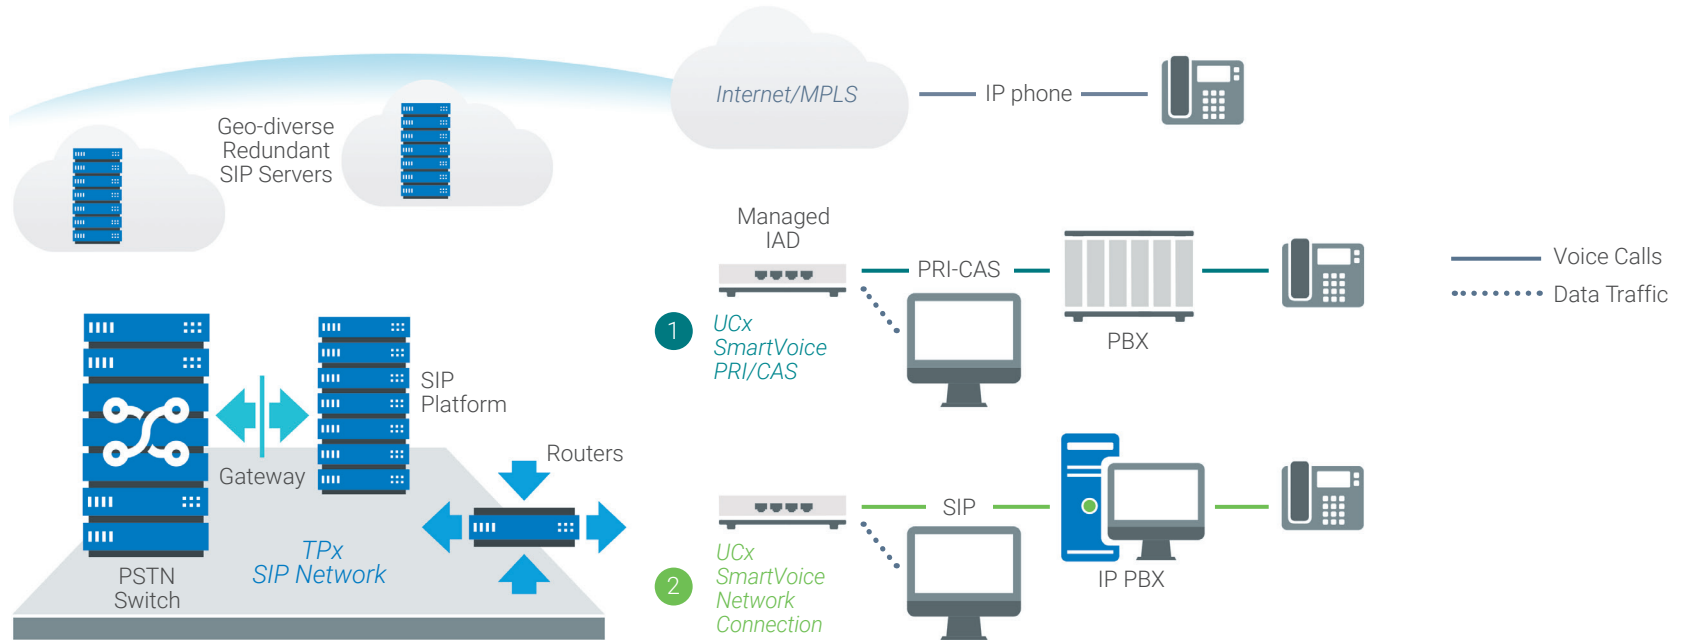 Internet/MPLS
IP phone
Geo-diverse
Redundant
SIP Servers
Managed
IAD
PRI-CAS
PBX
1
UCx
SmartVoice
PRI/CAS
Voice Calls
Data Traffic
SIP
Platform
Gateway
Routers
TPx
SIP Network
PSTN
Switch
SIP
IP PBX
2
UCx
SmartVoice
Network
Connection